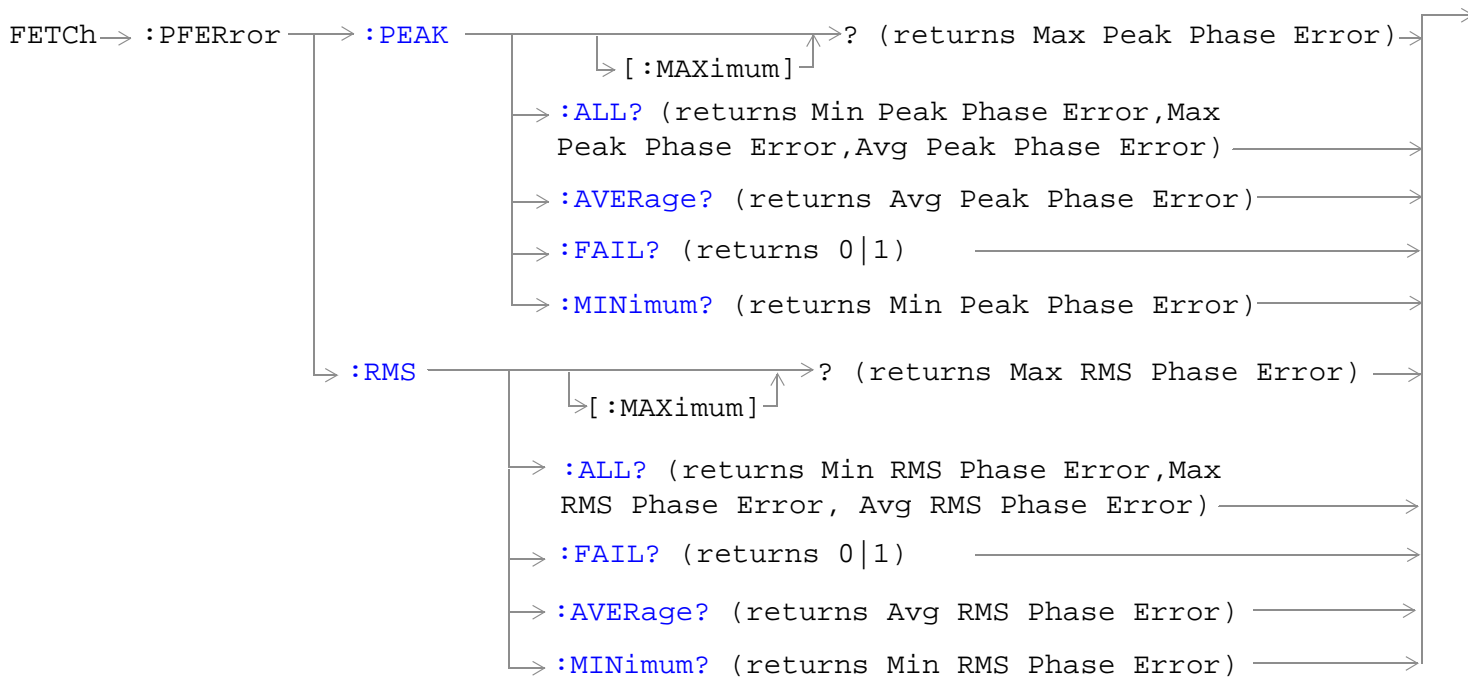 FETCh :PFERror :PEAK ? (returns Max Peak Phase Error)
[:MAXimum]
:ALL? (returns Min Peak Phase Error,Max
Peak Phase Error,Avg Peak Phase Error)
:AVERage? (returns Avg Peak Phase Error)
:FAIL? (returns 0|1)
:MINimum? (returns Min Peak Phase Error)
:RMS ? (returns Max RMS Phase Error)
[:MAXimum]
:ALL? (returns Min RMS Phase Error,Max
RMS Phase Error, Avg RMS Phase Error)
:FAIL? (returns 0|1)
:AVERage? (returns Avg RMS Phase Error)
:MINimum? (returns Min RMS Phase Error)